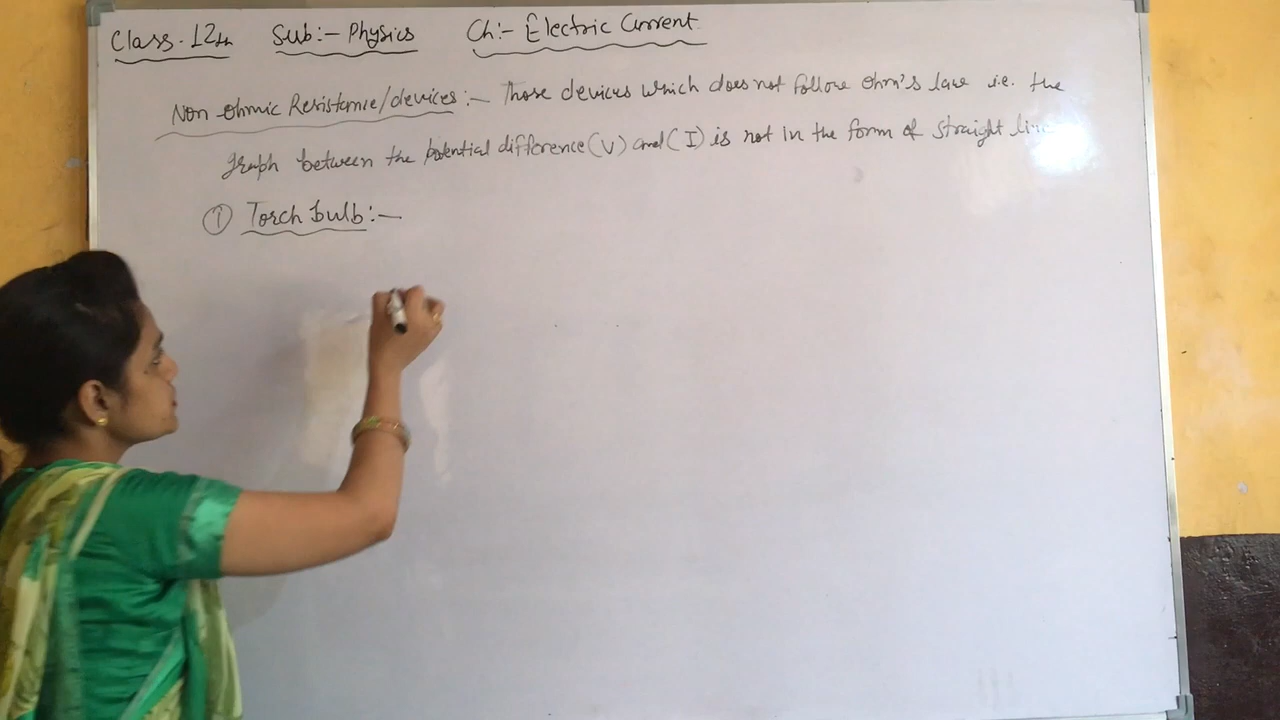 Class. 12th Sub:- Physics Ch:- Electric Current
Non ohmic Resistance/devices:- Those devices which does not follow ohm's law i.e. the
graph between the potential difference (V) and (I) is not in the form of straight line
① Torch bulb:-